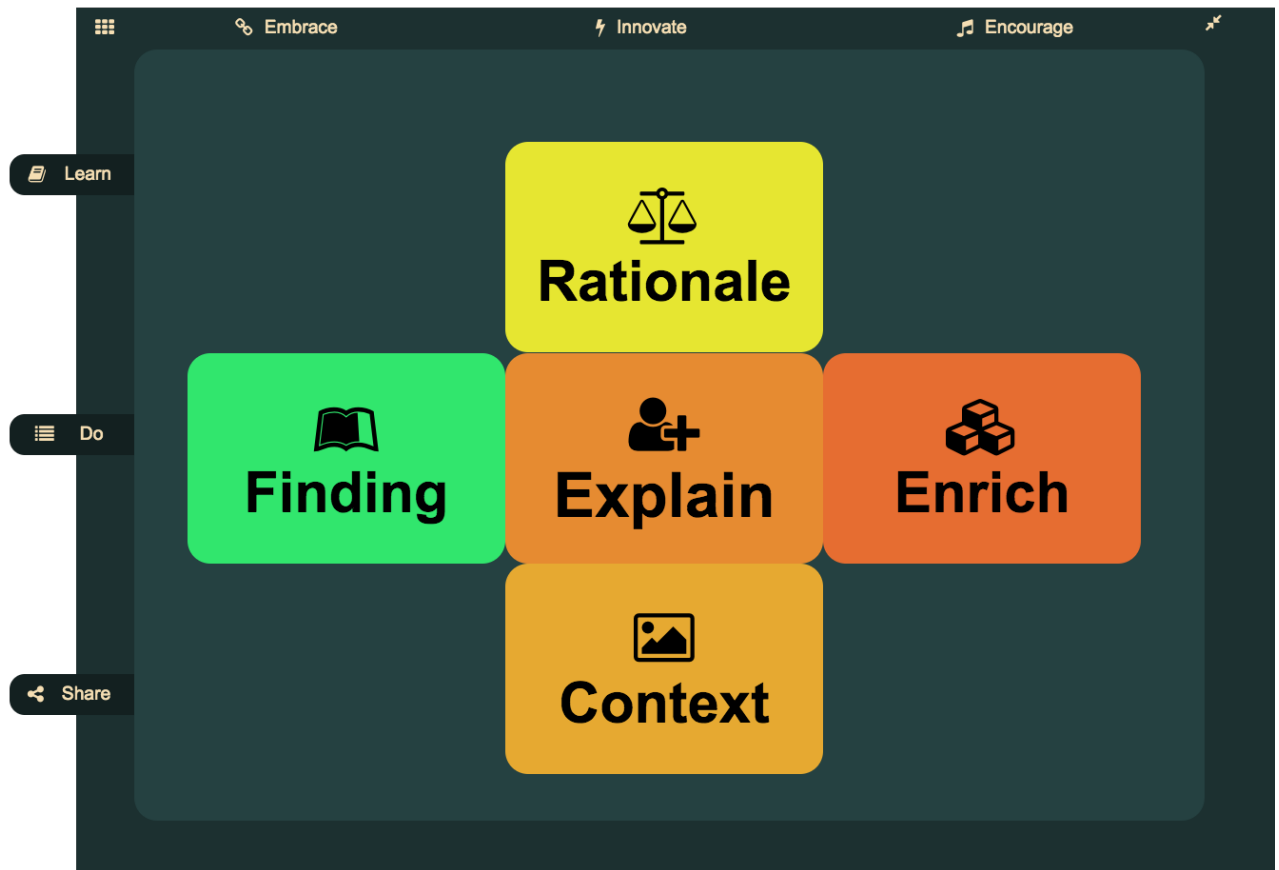 Embrace
Innovate
Encourage
Learn
Rationale
Do
Finding
Explain
Enrich
Share
Context